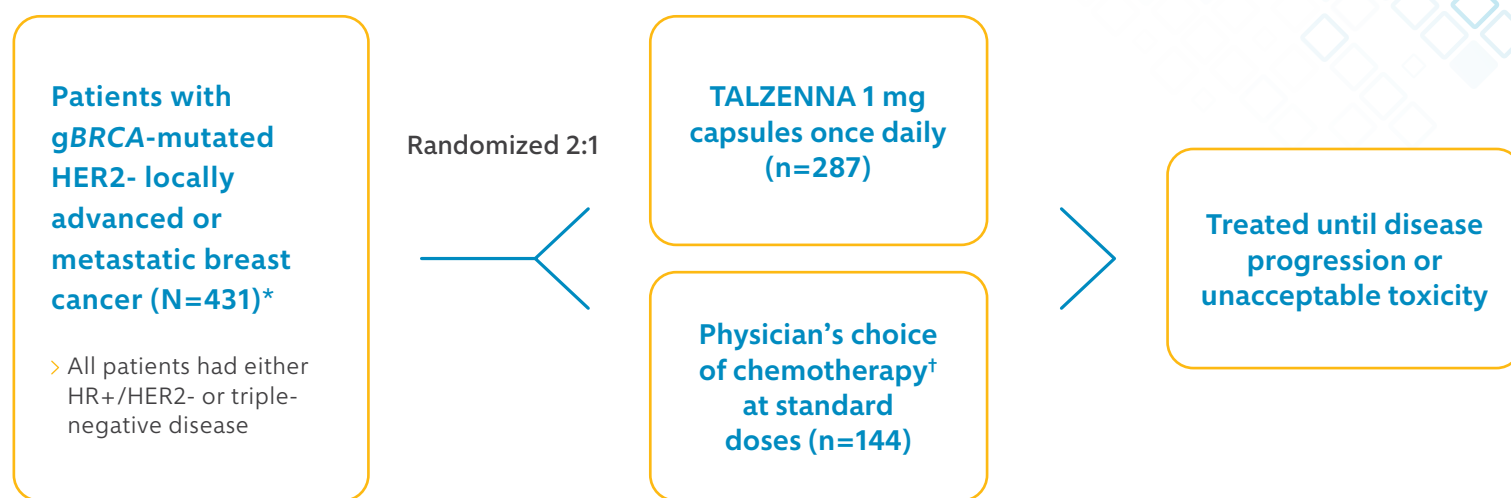 Patients with
gBRCA-mutated
HER2- locally
advanced or
metastatic breast
cancer (N=431)*
> All patients had either
HR+/HER2- or triple-
negative disease
Randomized 2:1
TALZENNA 1 mg
capsules once daily
(n=287)
Physician’s choice
of chemotherapy†
at standard
doses (n=144)
Treated until disease
progression or
unacceptable toxicity